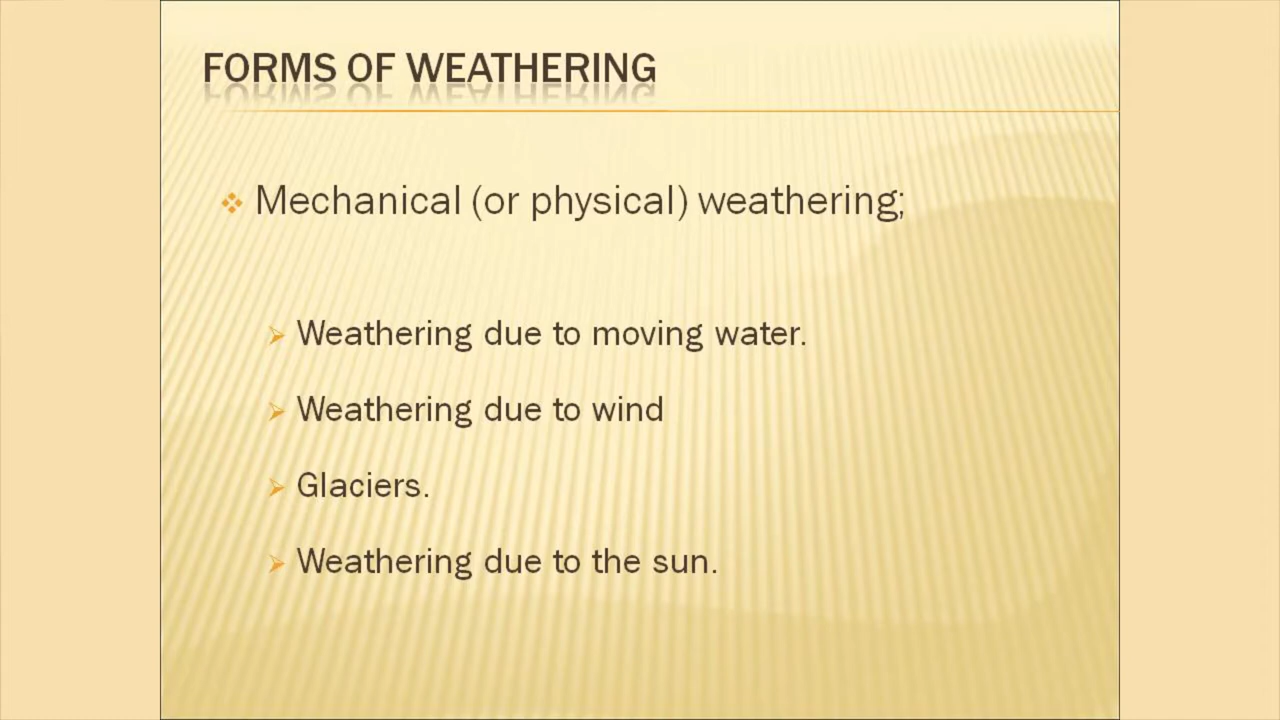 FORMS OF WEATHERING
Mechanical (or physical) weathering;
Weathering due to moving water.
Weathering due to wind
Glaciers.
Weathering due to the sun.